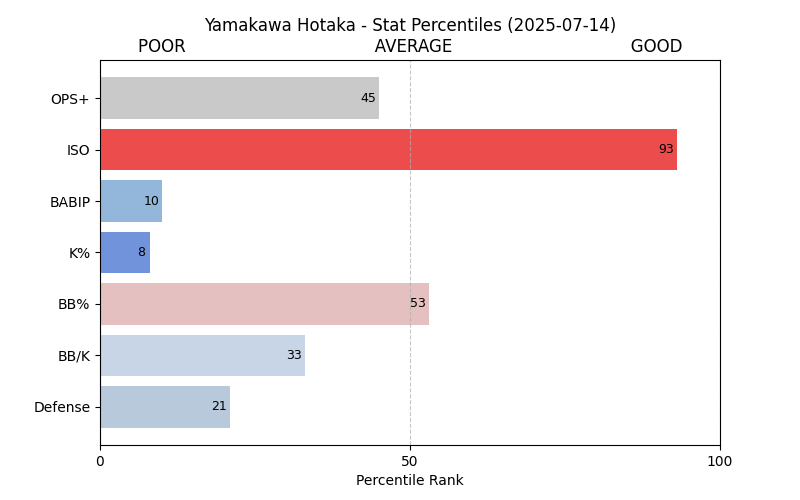 Yamakawa Hotaka - Stat Percentiles (2025-07-14)
POOR AVERAGE GOOD
OPS+ 45
ISO 93
BABIP 10
K% 8
BB% 53
BB/K 33
Defense 21
0 50 100
Percentile Rank